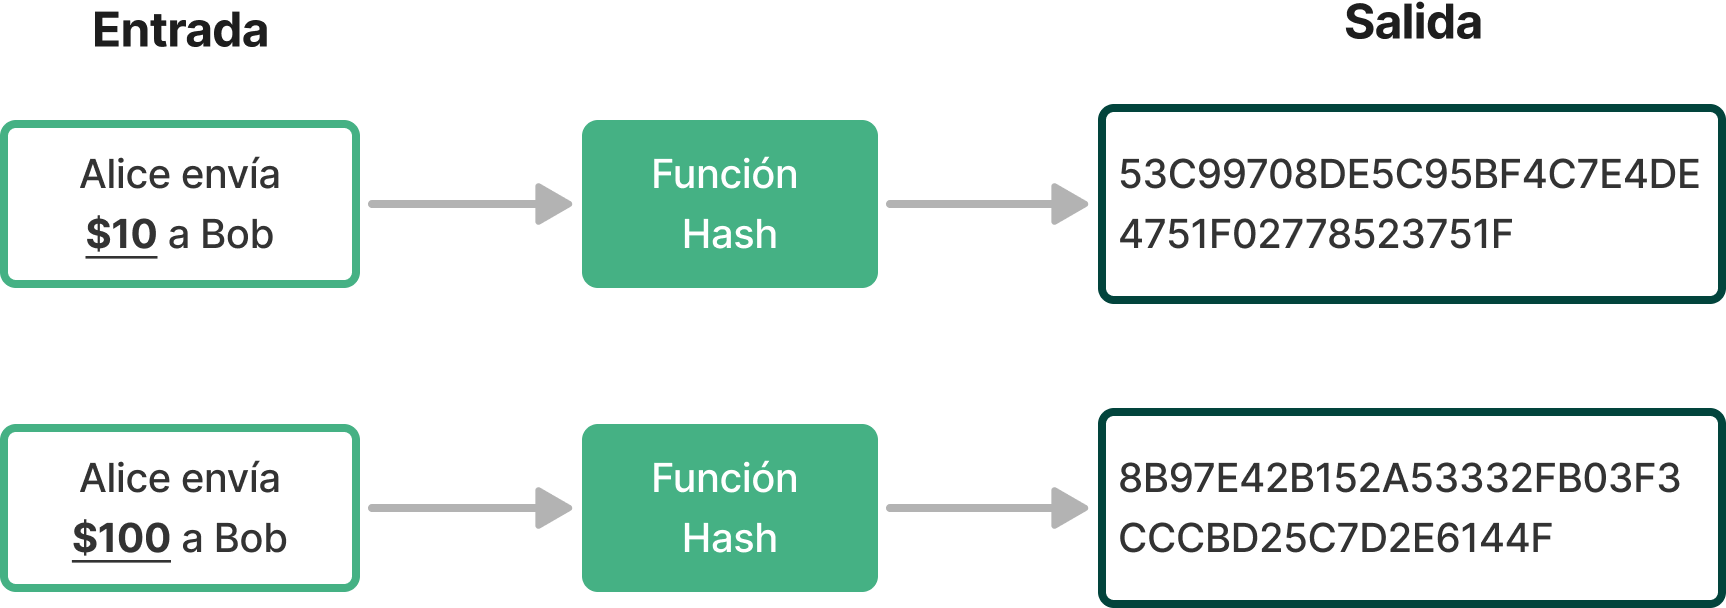 Entrada
Salida
Alice envía
$10 a Bob
Función
Hash
53C99708DE5C95BF4C7E4DE
4751F02778523751F
Alice envía
$100 a Bob
Función
Hash
8B97E42B152A53332FB03F3
CCCBD25C7D2E6144F